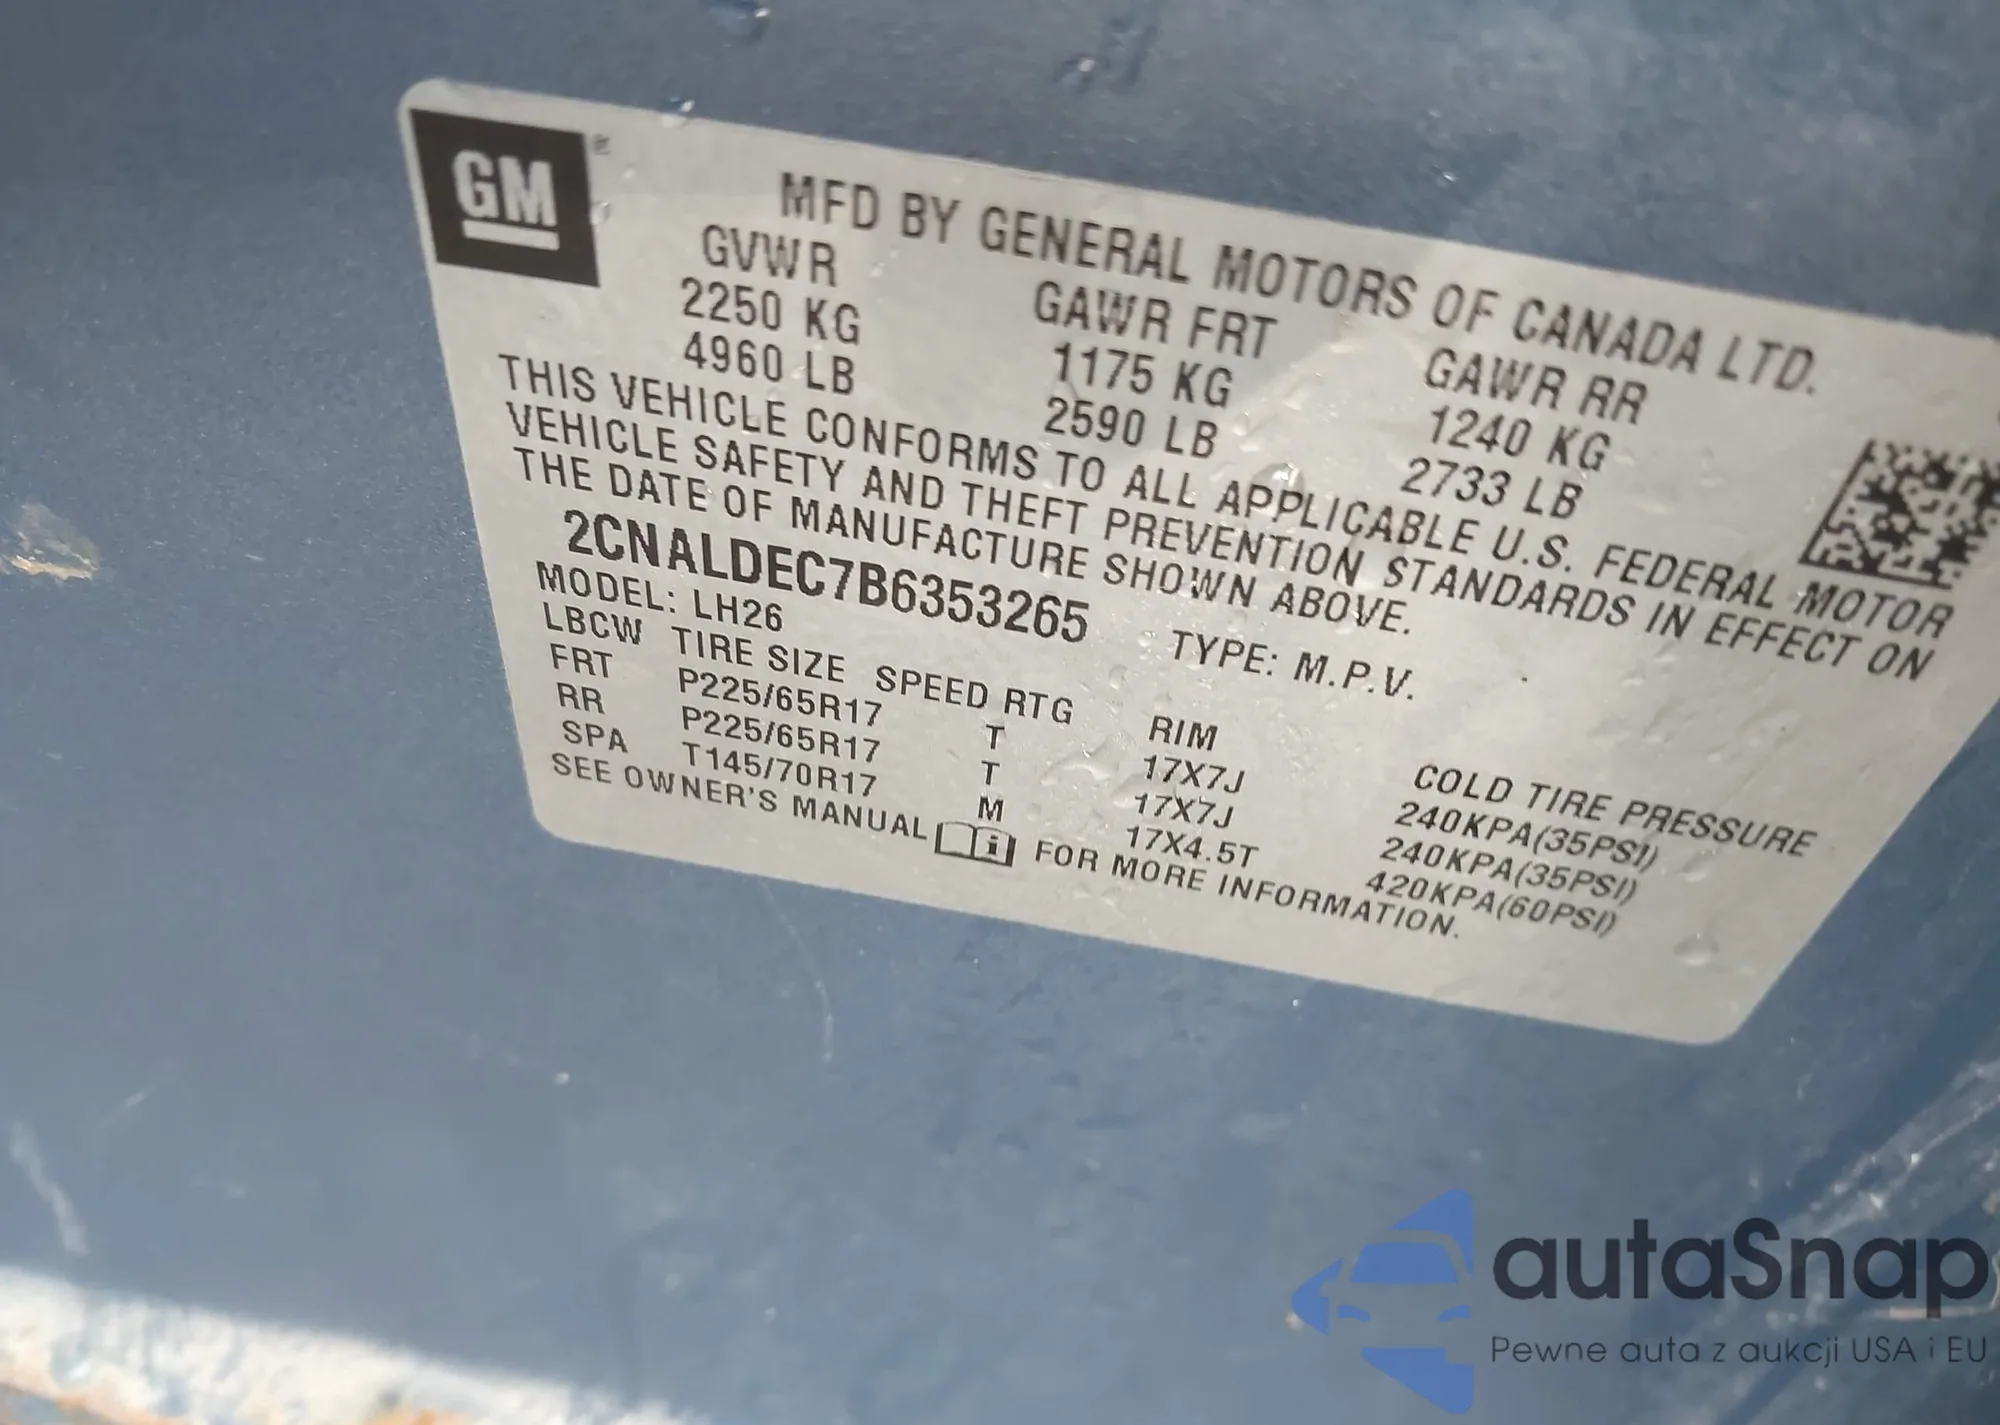 GM
MFD BY GENERAL MOTORS OF CANADA LTD.
GVWR GAWR FRT GAWR RR
2250 KG 1175 KG 1240 KG
4960 LB 2590 LB 2733 LB
THIS VEHICLE CONFORMS TO ALL APPLICABLE U.S. FEDERAL MOTOR
VEHICLE SAFETY AND THEFT PREVENTION STANDARDS IN EFFECT ON
THE DATE OF MANUFACTURE SHOWN ABOVE.
2CNALDEC7B6353265 TYPE: M.P.V.
MODEL: LH26
LBCW TIRE SIZE SPEED RTG RIM COLD TIRE PRESSURE
FRT P225/65R17 T 17X7J 240KPA(35PSI)
RR P225/65R17 T 17X7J 240KPA(35PSI)
SPA T145/70R17 M 17X4.5T 420KPA(60PSI)
SEE OWNER'S MANUAL i FOR MORE INFORMATION.
autaSnap
Pewne auta z aukcji USA i EU